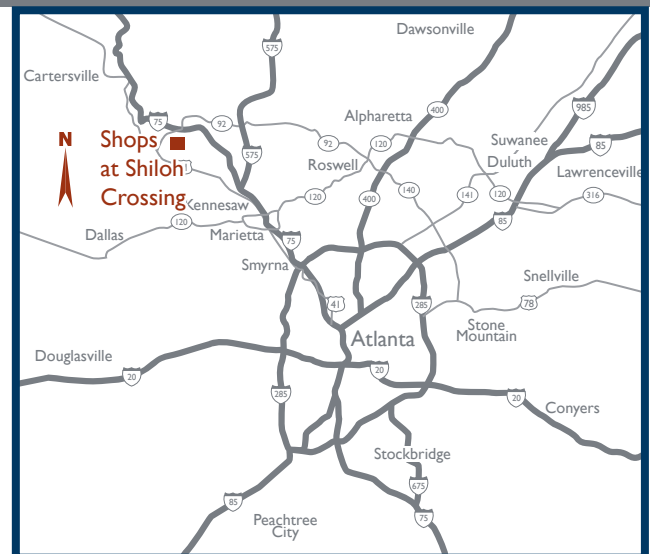 Dawsonville
575
Cartersville
400
985
Alpharetta
75
92
N
Shops
at Shiloh
Crossing
92
120
Suwanee
Duluth
85
575
Roswell
Lawrenceville
Kennesaw
120
400
140
141
120
316
Dallas
120
Marietta
75
85
Smyrna
Snellville
41
285
78
Stone
Mountain
Atlanta
Douglasville
20
20
285
20
Conyers
Stockbridge
675
85
75
Peachtree
City